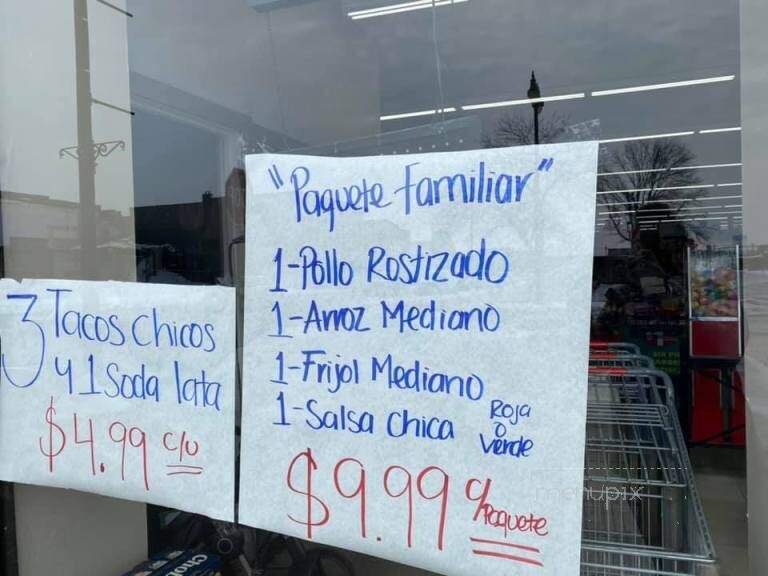 3 Tacos Chicos
y 1 Soda lata
$4.99 c/u
"Paquete Familiar"
1-Pollo Rostizado
1-Arroz Mediano
1-Frijol Mediano
1-Salsa Chica Roja
o
Verde
$9.99 c/Paquete
menupix